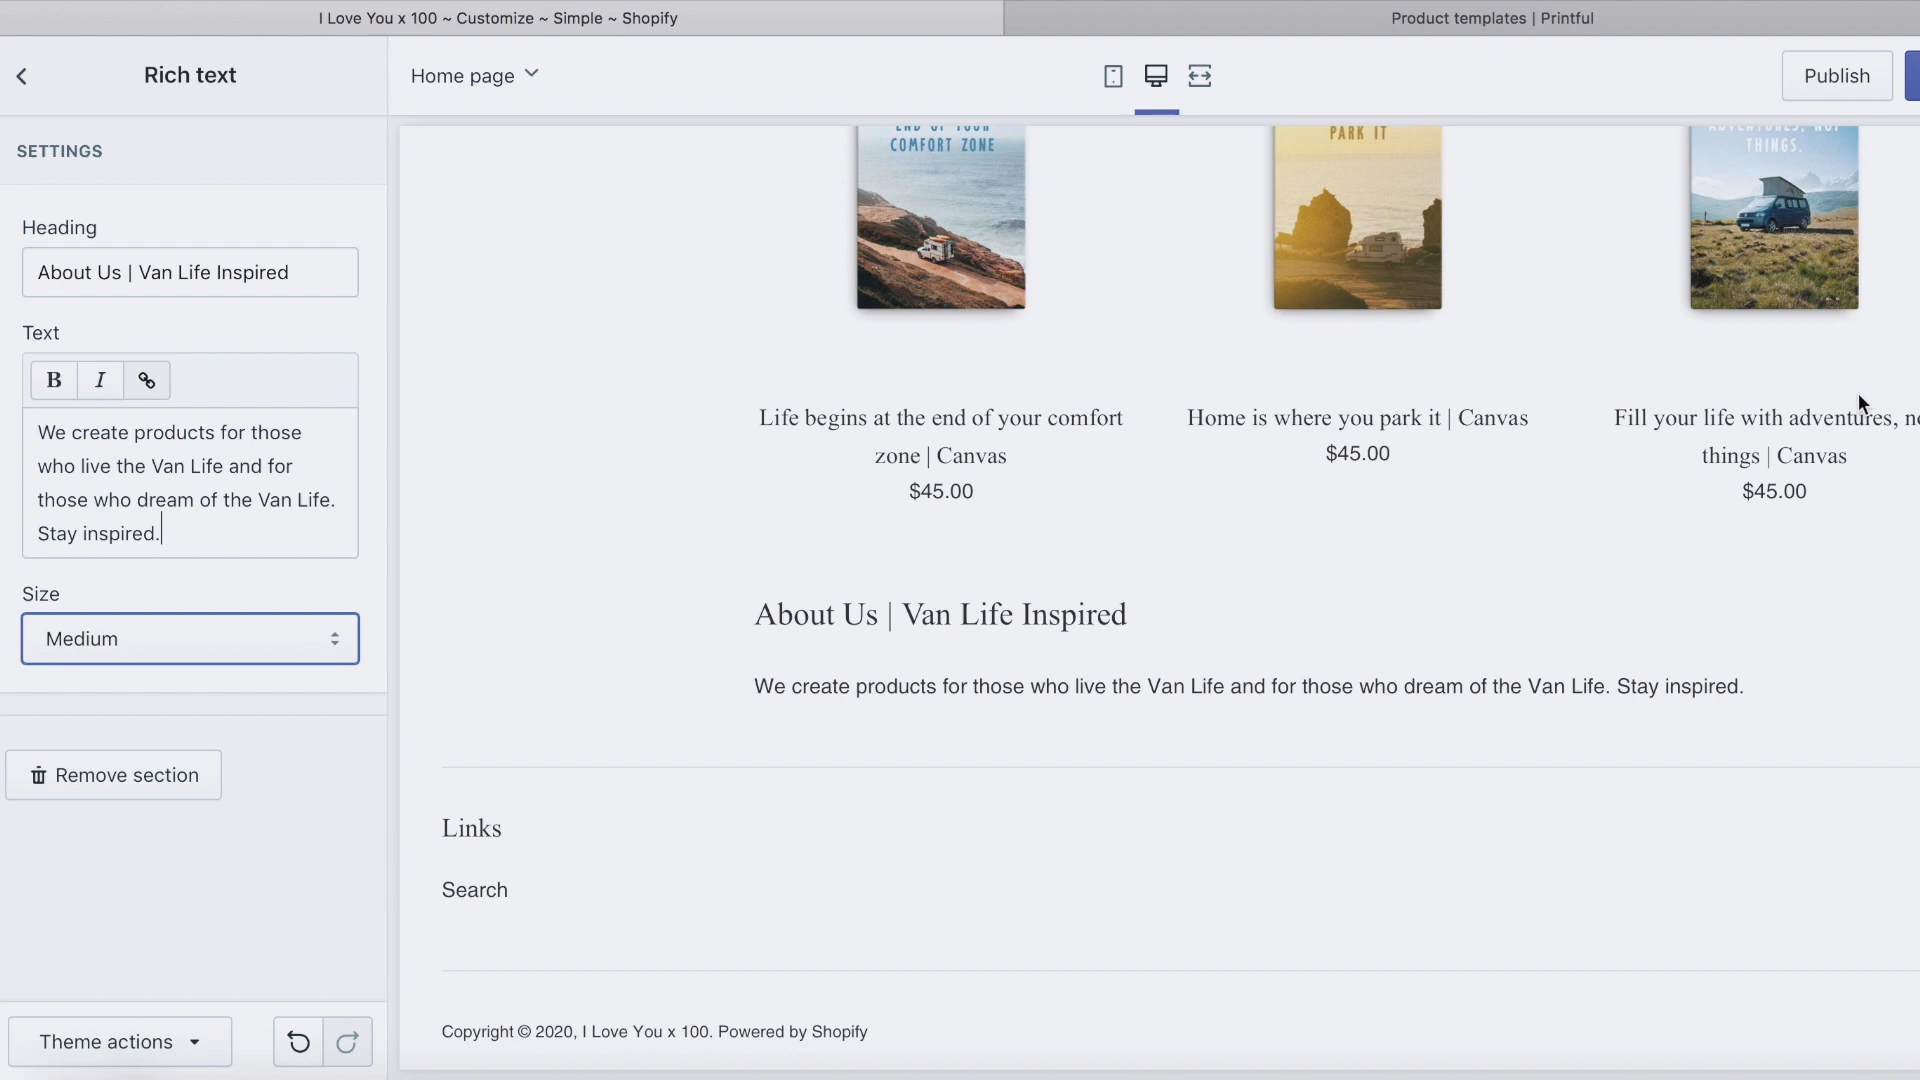 I Love You x 100 ~ Customize ~ Simple ~ Shopify
Product templates | Printful
Rich text
Home page
Publish
SETTINGS
Heading
About Us | Van Life Inspired
Text
B I
We create products for those
who live the Van Life and for
those who dream of the Van Life.
Stay inspired.
Size
Medium
Remove section
Theme actions
END OF YOUR
COMFORT ZONE
PARK IT
ADVENTURES, NOT
THINGS.
Life begins at the end of your comfort
zone | Canvas
$45.00
Home is where you park it | Canvas
$45.00
Fill your life with adventures,
things | Canvas
$45.00
About Us | Van Life Inspired
We create products for those who live the Van Life and for those who dream of the Van Life. Stay inspired.
Links
Search
Copyright © 2020, I Love You x 100. Powered by Shopify